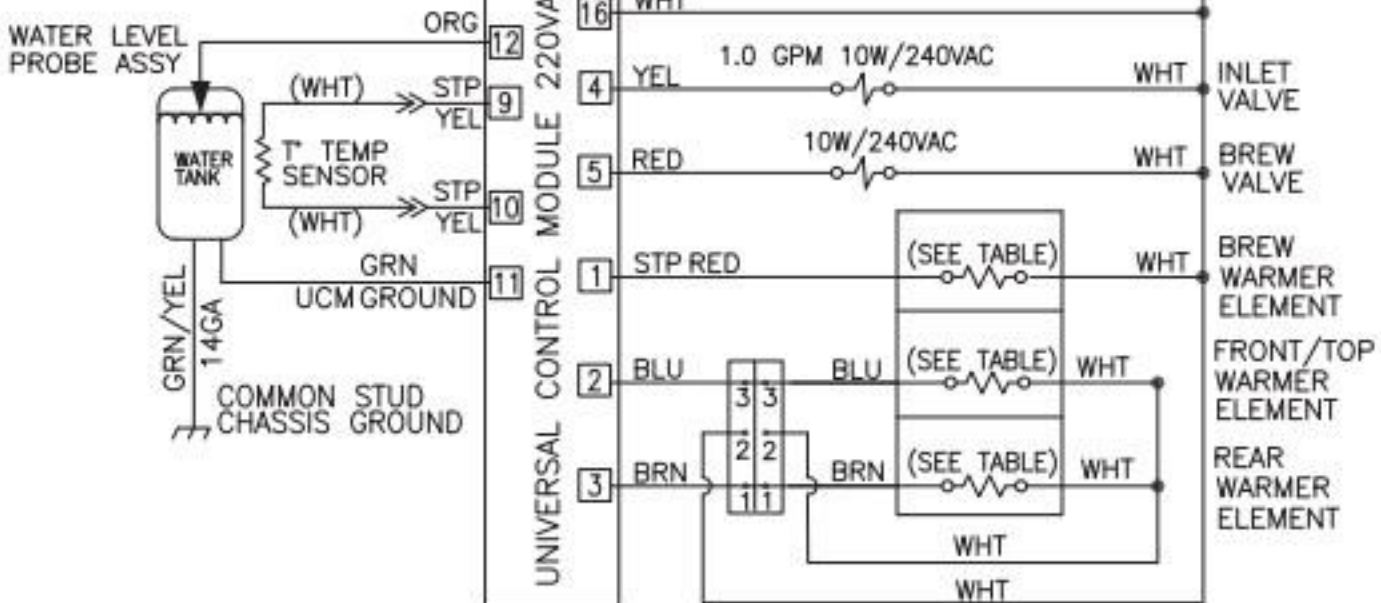 WHT
16
ORG
12
WATER LEVEL
PROBE ASSY
1.0 GPM 10W/240VAC
(WHT)
STP
9
YEL
4
YEL
WHT
INLET
VALVE
WATER
TANK
T° TEMP
SENSOR
10W/240VAC
5
RED
WHT
BREW
VALVE
STP
10
YEL
(WHT)
GRN
11
UCM GROUND
1
STP RED
(SEE TABLE)
WHT
BREW
WARMER
ELEMENT
GRN/YEL
14GA
COMMON STUD
CHASSIS GROUND
2
BLU
3 3
BLU
(SEE TABLE)
WHT
FRONT/TOP
WARMER
ELEMENT
2 2
3
BRN
1 1
BRN
(SEE TABLE)
WHT
REAR
WARMER
ELEMENT
WHT
WHT
UNIVERSAL CONTROL MODULE 220VA